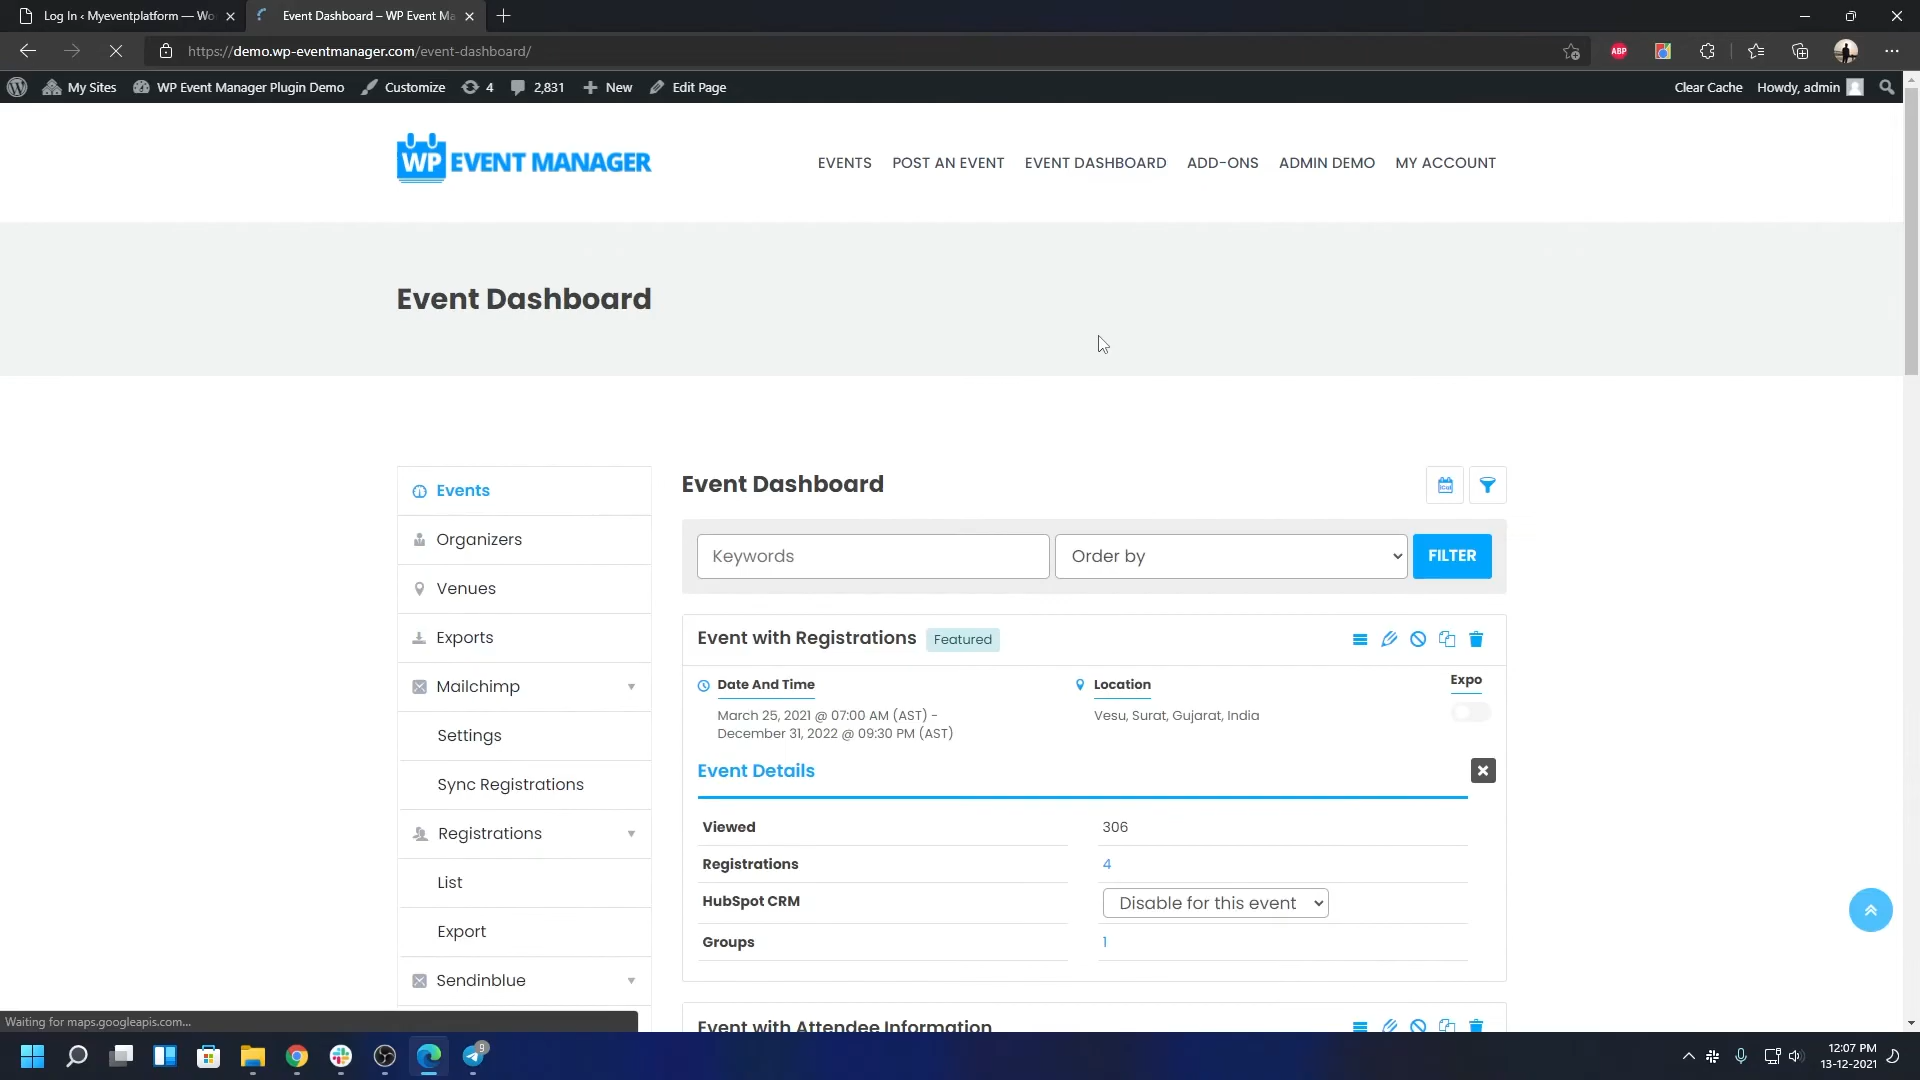 Log In ‹ Myeventplatform — Wo
Event Dashboard – WP Event Ma
https://demo.wp-eventmanager.com/event-dashboard/
ABP
My Sites
WP Event Manager Plugin Demo
Customize
4
2,831
New
Edit Page
Clear Cache
Howdy, admin
WP EVENT MANAGER
EVENTS
POST AN EVENT
EVENT DASHBOARD
ADD-ONS
ADMIN DEMO
MY ACCOUNT
Event Dashboard
Events
Organizers
Venues
Exports
Mailchimp
Settings
Sync Registrations
Registrations
List
Export
Sendinblue
Event Dashboard
Keywords
Order by
FILTER
Event with Registrations
Featured
Date And Time
March 25, 2021 @ 07:00 AM (AST) -
December 31, 2022 @ 09:30 PM (AST)
Location
Vesu, Surat, Gujarat, India
Expo
Event Details
Viewed
306
Registrations
4
HubSpot CRM
Disable for this event
Groups
1
Event with Attendee Information
Waiting for maps.googleapis.com...
9
12:07 PM
13-12-2021